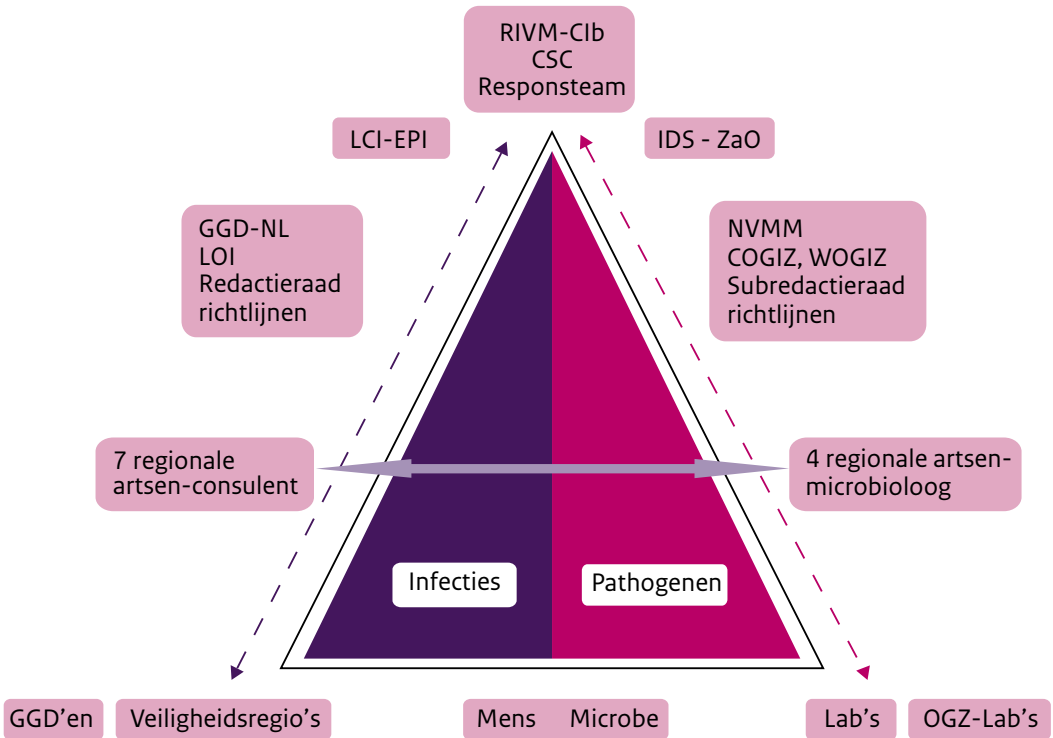 RIVM-CIb
CSC
Responsteam
LCI-EPI
IDS - ZaO
GGD-NL
LOI
Redactieraad
richtlijnen
NVMM
COGIZ, WOGIZ
Subredactieraad
richtlijnen
7 regionale
artsen-consulent
4 regionale artsen-
microbioloog
Infecties
Pathogenen
GGD’en
Veiligheidsregio’s
Mens Microbe
Lab’s
OGZ-Lab’s